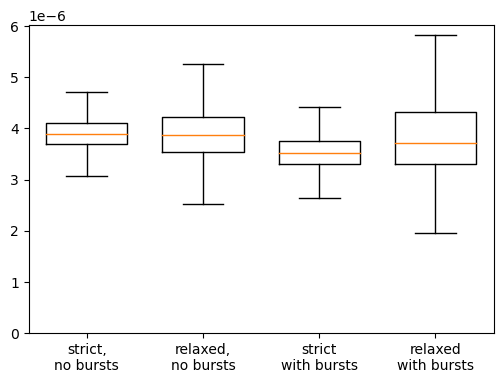 1e−6
6
5
4
3
2
1
0
strict,
no bursts
relaxed,
no bursts
strict
with bursts
relaxed
with bursts